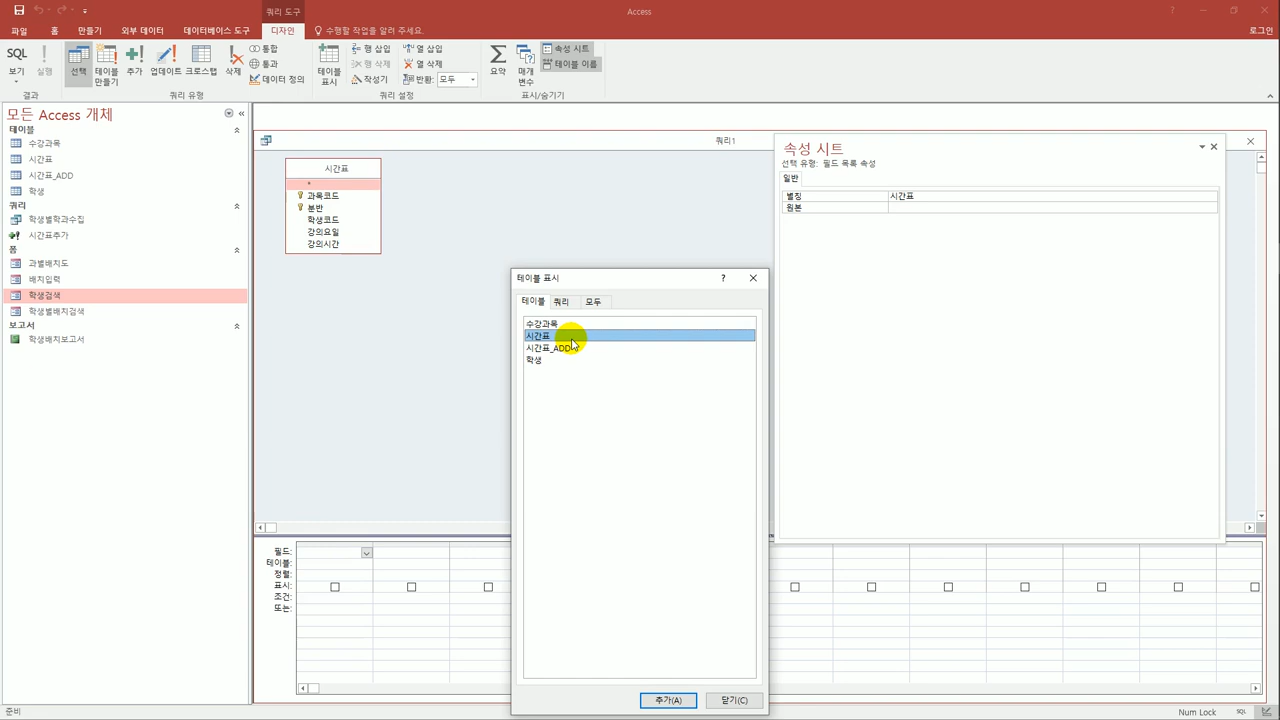 쿼리 도구
Access
?
파일
홈
만들기
외부 데이터
데이터베이스 도구
디자인
수행할 작업을 알려 주세요.
로그인
SQL
보기
실행
결과
선택
테이블
만들기
추가
업데이트
크로스탭
삭제
통합
통과
데이터 정의
쿼리 유형
테이블
표시
행 삽입
행 삭제
작성기
열 삽입
열 삭제
반환: 모두
쿼리 설정
요약
매개
변수
속성 시트
테이블 이름
표시/숨기기
모든 Access 개체
테이블
수강과목
시간표
시간표_ADD
학생
쿼리
학생별학과수집
시간표추가
폼
과별배치도
배치입력
학생검색
학생별배치검색
보고서
학생배치보고서
쿼리1
시간표
*
과목코드
분반
학생코드
강의요일
강의시간
속성 시트
선택 유형: 필드 목록 속성
일반
별칭 시간표
원본
테이블 표시
?
테이블
쿼리
모두
수강과목
시간표
시간표_ADD
학생
추가(A)
닫기(C)
필드:
테이블:
정렬:
표시:
조건:
또는:
준비
Num Lock
SQL